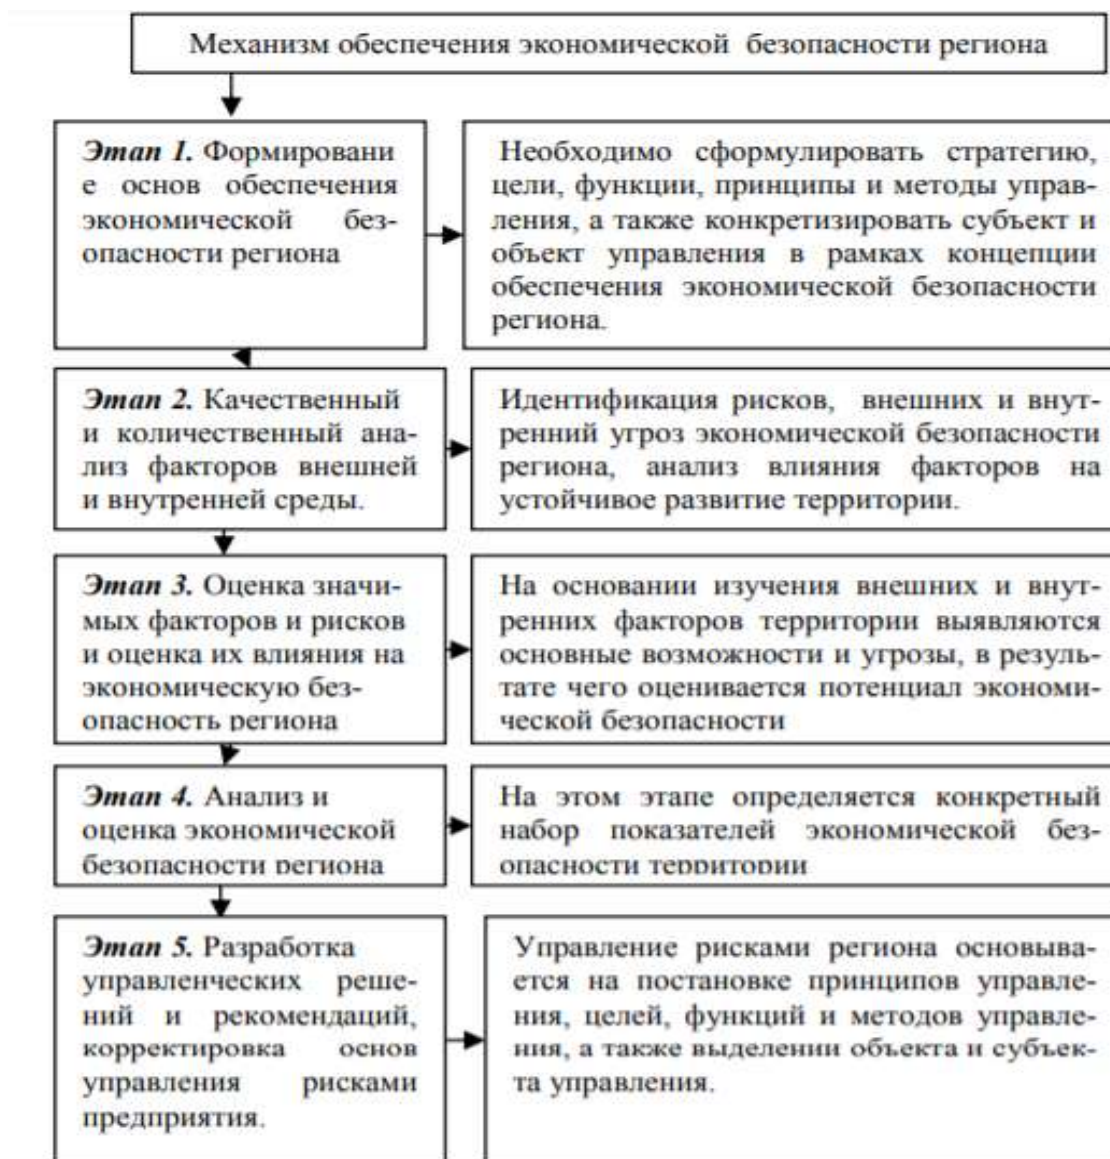 Механизм обеспечения экономической безопасности региона
Этап 1. Формировани
е основ обеспечения
экономической без-
опасности региона
Необходимо сформулировать стратегию,
цели, функции, принципы и методы управ-
ления, а также конкретизировать субъект и
объект управления в рамках концепции
обеспечения экономической безопасности
региона.
Этап 2. Качественный
и количественный ана-
лиз факторов внешней
и внутренней среды.
Идентификация рисков, внешних и внут-
ренний угроз экономической безопасности
региона, анализ влияния факторов на
устойчивое развитие территории.
Этап 3. Оценка значи-
мых факторов и рисков
и оценка их влияния на
экономическую без-
опасность региона
На основании изучения внешних и внут-
ренних факторов территории выявляются
основные возможности и угрозы, в резуль-
тате чего оценивается потенциал экономи-
ческой безопасности
Этап 4. Анализ и
оценка экономической
безопасности региона
На этом этапе определяется конкретный
набор показателей экономической без-
опасности территории
Этап 5. Разработка
управленческих реше-
ний и рекомендаций,
корректировка основ
управления рисками
предприятия.
Управление рисками региона основыва-
ется на постановке принципов управле-
ния, целей, функций и методов управле-
ния, а также выделении объекта и субъек-
та управления.